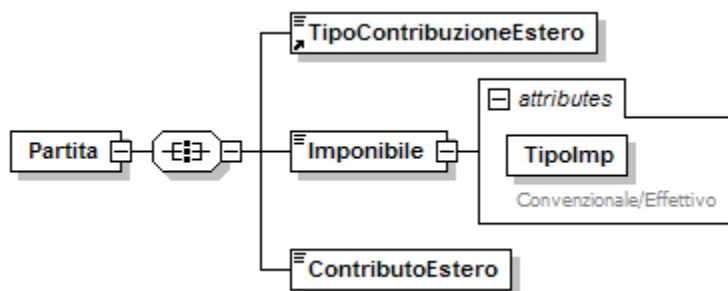 TipoContribuzioneEstero
attributes
Partita
Imponibile
TipoImp
Convenzionale/Effettivo
ContributoEstero